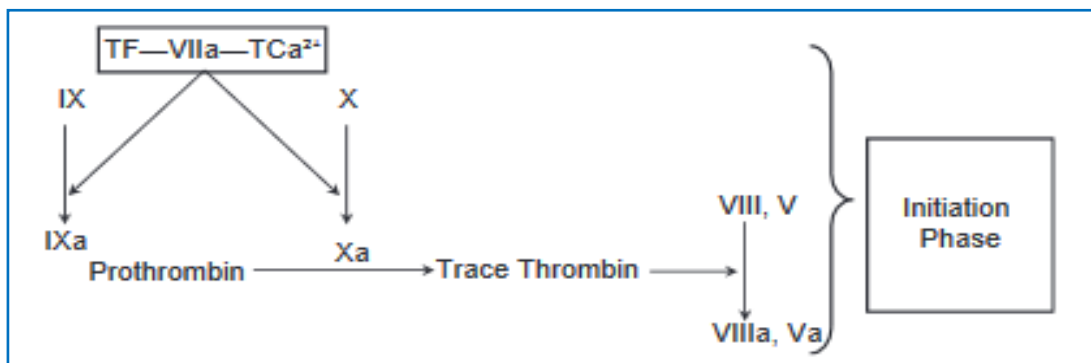 TF—VIIa—TCa²⁺
IX
X
IXa
Xa
Prothrombin
Trace Thrombin
VIII, V
VIIIa, Va
Initiation
Phase